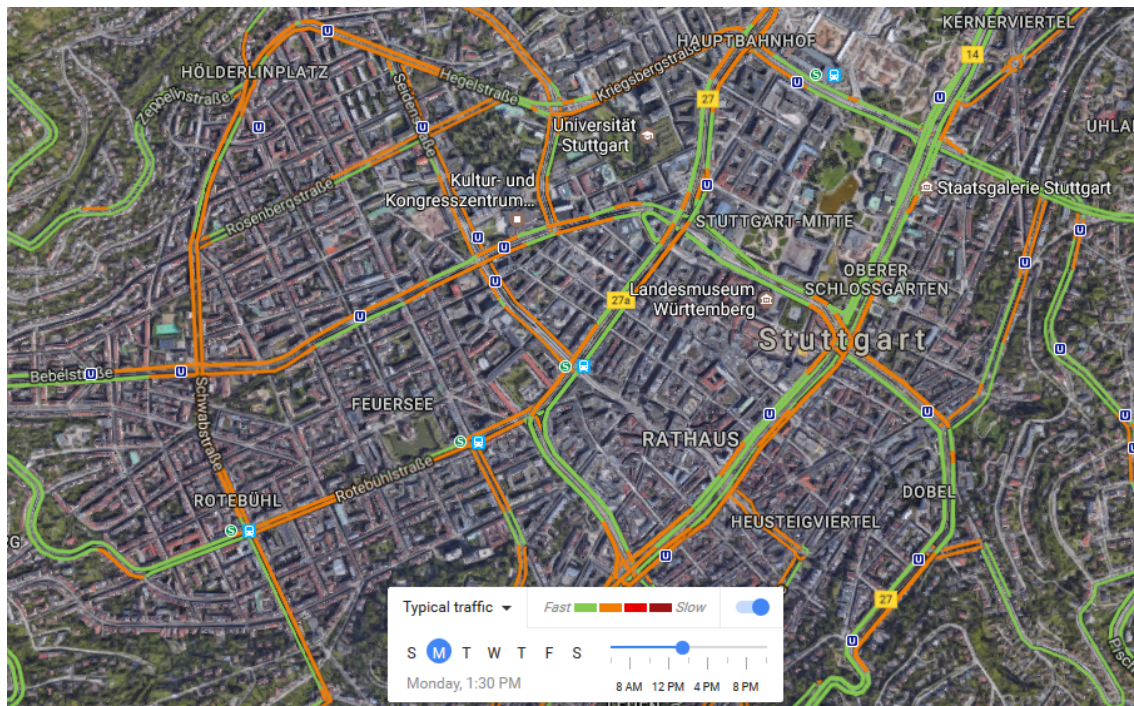 KERNERVIERTEL
HAUPTBAHNHOF
14
HÖLDERLINPLATZ
Hegelstraße
Kriegsbergstraße
Zeppelinstraße
Seidenstraße
27
Universität
Stuttgart
UHLA
Kultur- und
Kongresszentrum...
Staatsgalerie Stuttgart
Rosenbergstraße
STUTTGART-MITTE
OBERER
SCHLOSSGARTEN
Landesmuseum
Württemberg
27a
Stuttgart
Bebelstraße
Schwabstraße
FEUERSEE
RATHAUS
Rotebühlstraße
ROTEBÜHL
DOBEL
HEUSTEIGVIERTEL
G
27
Typical traffic
Fast
Slow
S M T W T F S
Monday, 1:30 PM
8 AM 12 PM 4 PM 8 PM